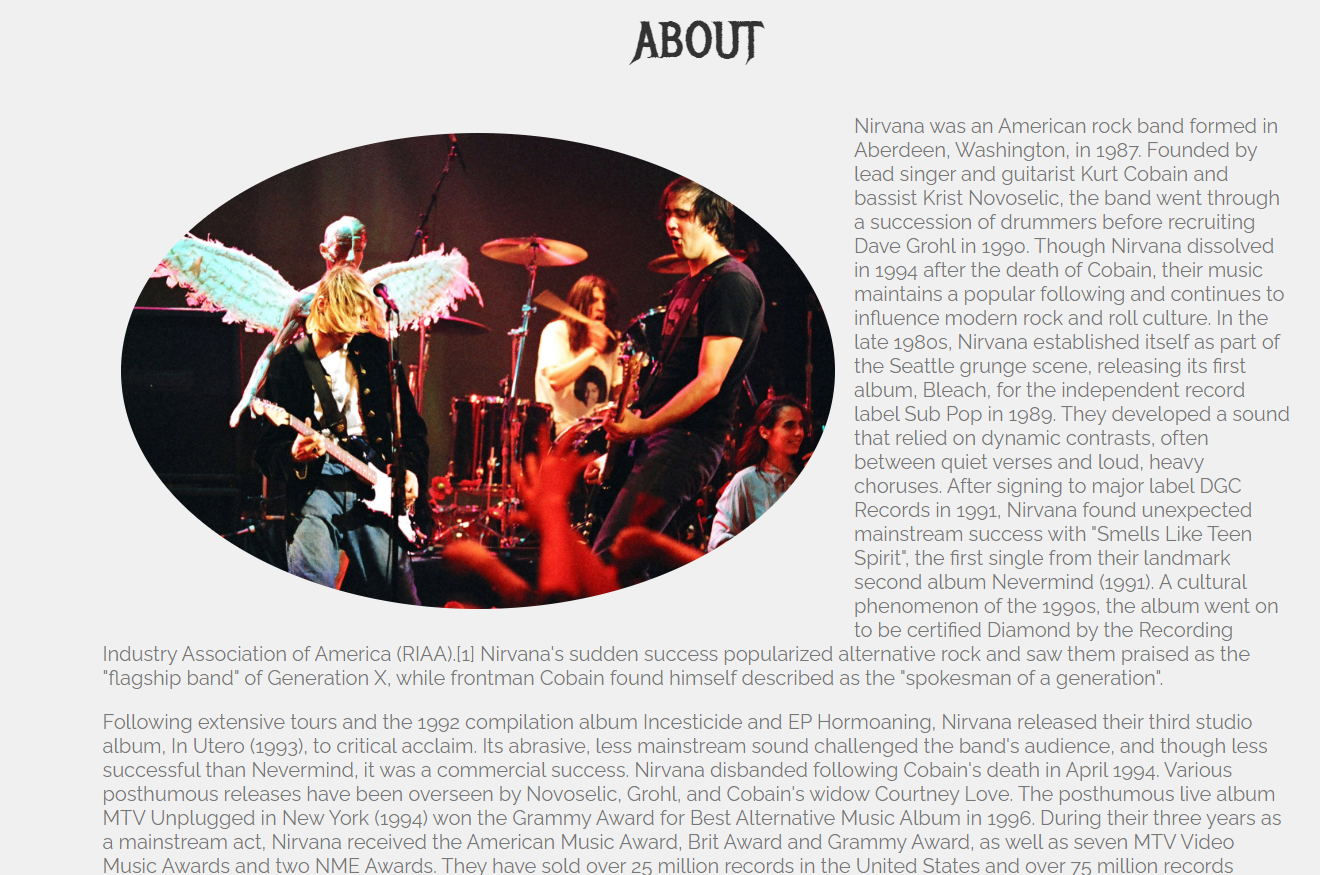 ABOUT
Nirvana was an American rock band formed in
Aberdeen, Washington, in 1987. Founded by
lead singer and guitarist Kurt Cobain and
bassist Krist Novoselic, the band went through
a succession of drummers before recruiting
Dave Grohl in 1990. Though Nirvana dissolved
in 1994 after the death of Cobain, their music
maintains a popular following and continues to
influence modern rock and roll culture. In the
late 1980s, Nirvana established itself as part of
the Seattle grunge scene, releasing its first
album, Bleach, for the independent record
label Sub Pop in 1989. They developed a sound
that relied on dynamic contrasts, often
between quiet verses and loud, heavy
choruses. After signing to major label DGC
Records in 1991, Nirvana found unexpected
mainstream success with "Smells Like Teen
Spirit", the first single from their landmark
second album Nevermind (1991). A cultural
phenomenon of the 1990s, the album went on
to be certified Diamond by the Recording
Industry Association of America (RIAA).[1] Nirvana's sudden success popularized alternative rock and saw them praised as the
"flagship band" of Generation X, while frontman Cobain found himself described as the "spokesman of a generation".
Following extensive tours and the 1992 compilation album Incesticide and EP Hormoaning, Nirvana released their third studio
album, In Utero (1993), to critical acclaim. Its abrasive, less mainstream sound challenged the band's audience, and though less
successful than Nevermind, it was a commercial success. Nirvana disbanded following Cobain's death in April 1994. Various
posthumous releases have been overseen by Novoselic, Grohl, and Cobain's widow Courtney Love. The posthumous live album
MTV Unplugged in New York (1994) won the Grammy Award for Best Alternative Music Album in 1996. During their three years as
a mainstream act, Nirvana received the American Music Award, Brit Award and Grammy Award, as well as seven MTV Video
Music Awards and two NME Awards. They have sold over 25 million records in the United States and over 75 million records